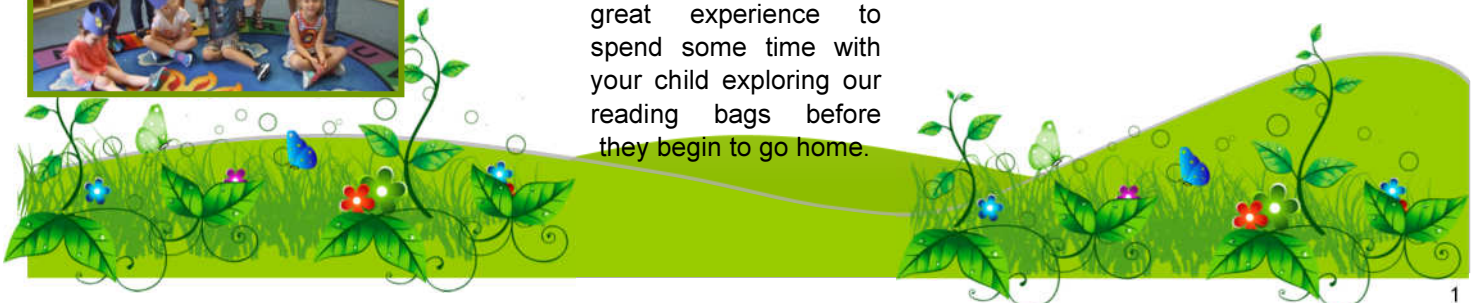 great experience to
spend some time with
your child exploring our
reading bags before
they begin to go home.
1